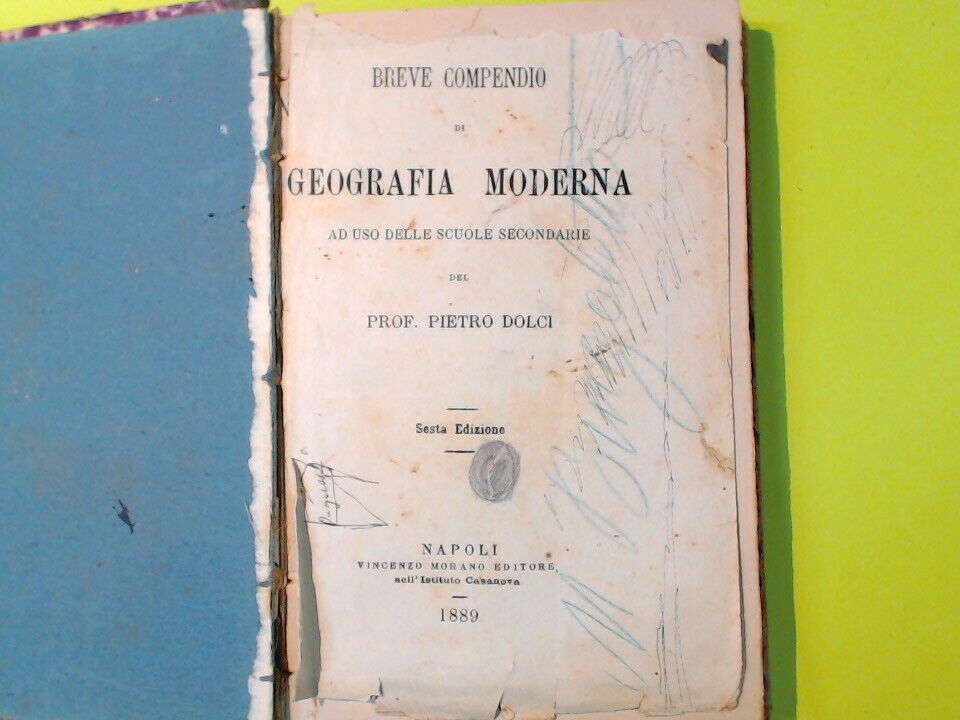 BREVE COMPENDIO
DI
GEOGRAFIA MODERNA
AD USO DELLE SCUOLE SECONDARIE
DEL
PROF. PIETRO DOLCI
Sesta Edizione
NAPOLI
VINCENZO MORANO EDITORE,
nell' Istituto Casanova
1889